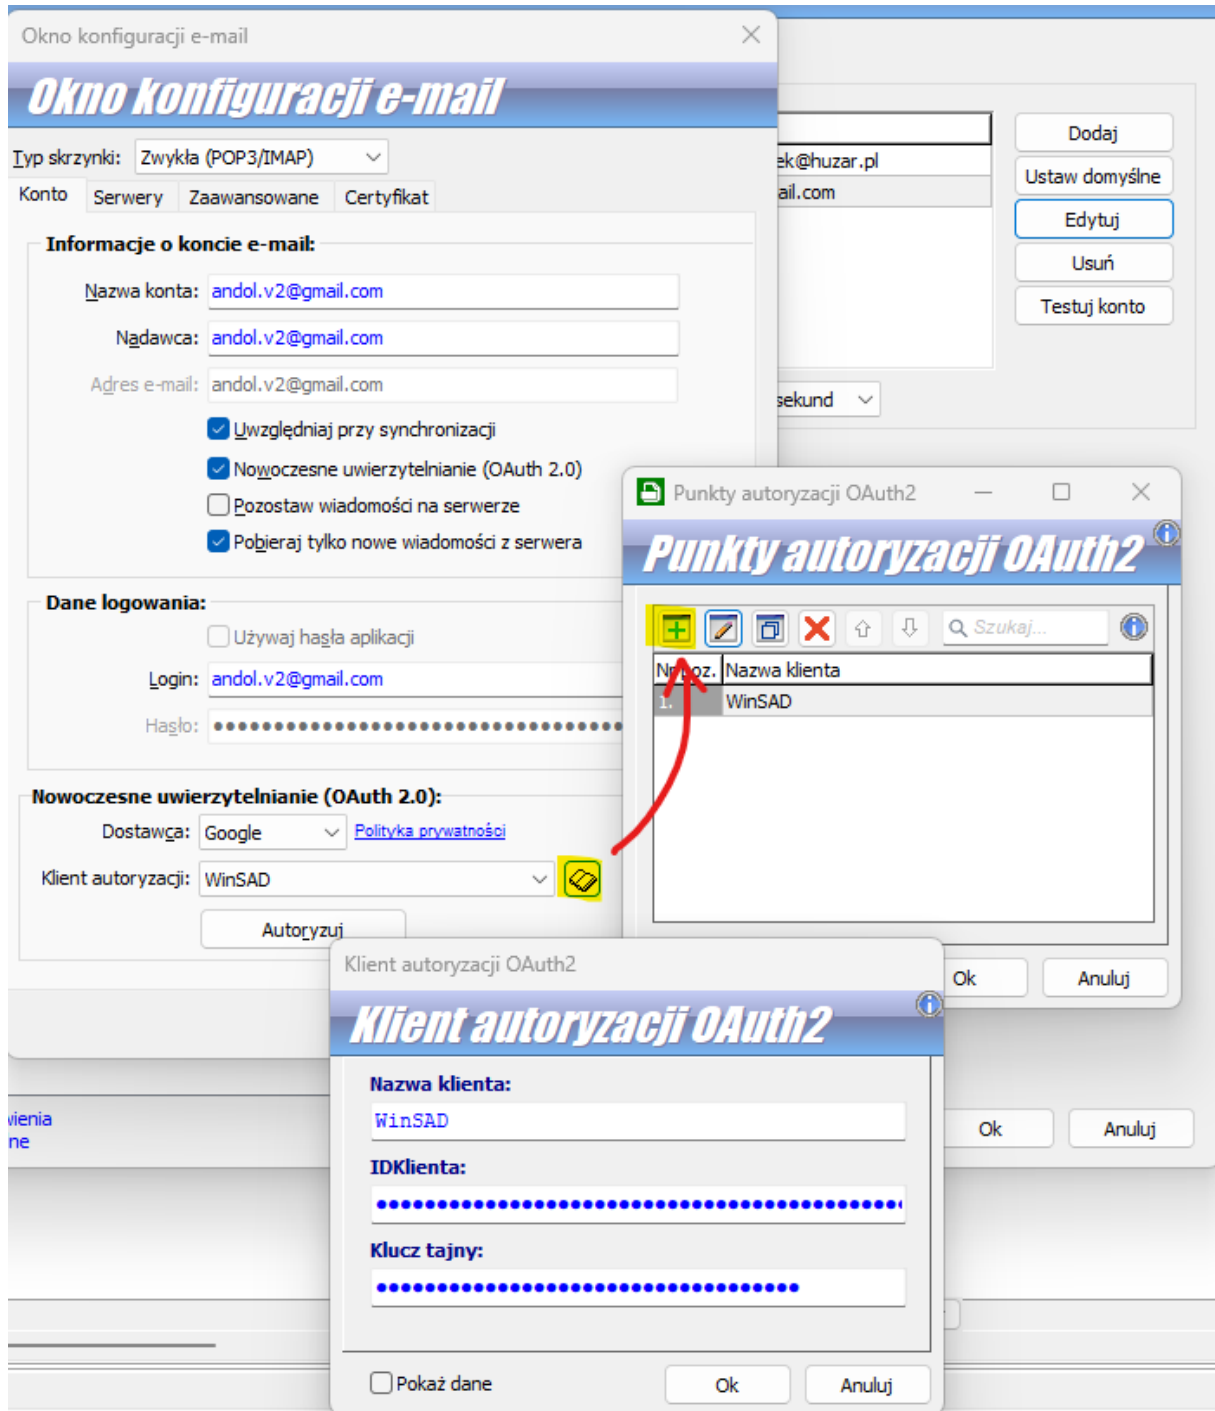 Okno konfiguracji e-mail
Okno konfiguracji e-mail
Typ skrzynki: Zwykła (POP3/IMAP)
Konto Serwery Zaawansowane Certyfikat
Informacje o koncie e-mail:
Nazwa konta: andol.v2@gmail.com
Nadawca: andol.v2@gmail.com
Adres e-mail: andol.v2@gmail.com
Uwzględniaj przy synchronizacji
Nowoczesne uwierzytelnianie (OAuth 2.0)
Pozostaw wiadomości na serwerze
Pobieraj tylko nowe wiadomości z serwera
Dane logowania:
Używaj hasła aplikacji
Login: andol.v2@gmail.com
Hasło:
Nowoczesne uwierzytelnianie (OAuth 2.0):
Dostawca: Google Polityka prywatności
Klient autoryzacji: WinSAD
Autoryzuj
ek@huzar.pl
ail.com
sekund
Dodaj
Ustaw domyślne
Edytuj
Usuń
Testuj konto
Punkty autoryzacji OAuth2
Punkty autoryzacji OAuth2
Szukaj...
Nr poz. Nazwa klienta
1. WinSAD
Ok Anuluj
Klient autoryzacji OAuth2
Klient autoryzacji OAuth2
Nazwa klienta:
WinSAD
IDKlienta:
Klucz tajny:
Pokaż dane Ok Anuluj
wienia
ne
Ok Anuluj